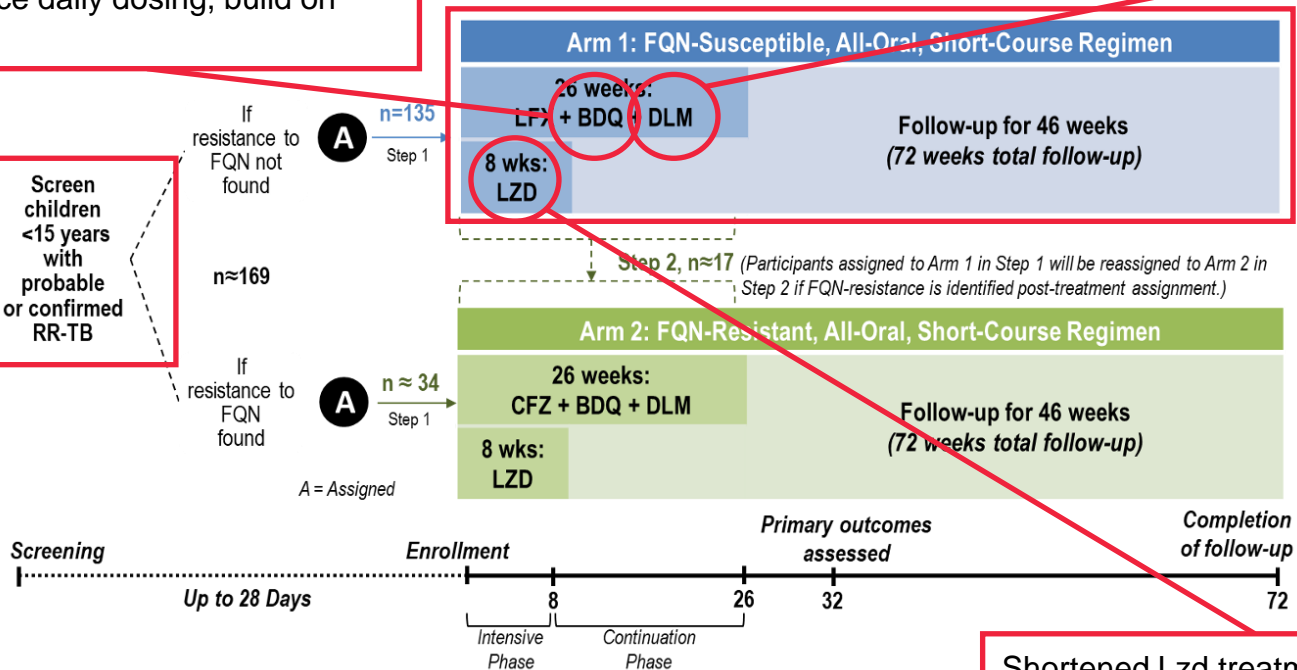 ce daily dosing, build on
Arm 1: FQN-Susceptible, All-Oral, Short-Course Regimen
26 weeks:
LFX + BDQ + DLM
8 wks:
LZD
Follow-up for 46 weeks
(72 weeks total follow-up)
If
resistance to
FQN not
found
A
n=135
Step 1
Screen
children
<15 years
with
probable
or confirmed
RR-TB
n≈169
Step 2, n≈17 (Participants assigned to Arm 1 in Step 1 will be reassigned to Arm 2 in
Step 2 if FQN-resistance is identified post-treatment assignment.)
Arm 2: FQN-Resistant, All-Oral, Short-Course Regimen
If
resistance to
FQN
found
A
n ≈ 34
Step 1
26 weeks:
CFZ + BDQ + DLM
8 wks:
LZD
Follow-up for 46 weeks
(72 weeks total follow-up)
A = Assigned
Screening
Enrollment
Primary outcomes
assessed
Completion
of follow-up
Up to 28 Days
8
26
32
72
Intensive
Phase
Continuation
Phase
Shortened Lzd treatm